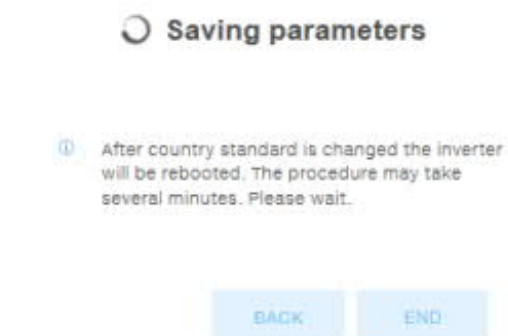 Saving parameters
After country standard is changed the inverter
will be rebooted. The procedure may take
several minutes. Please wait.
BACK
END